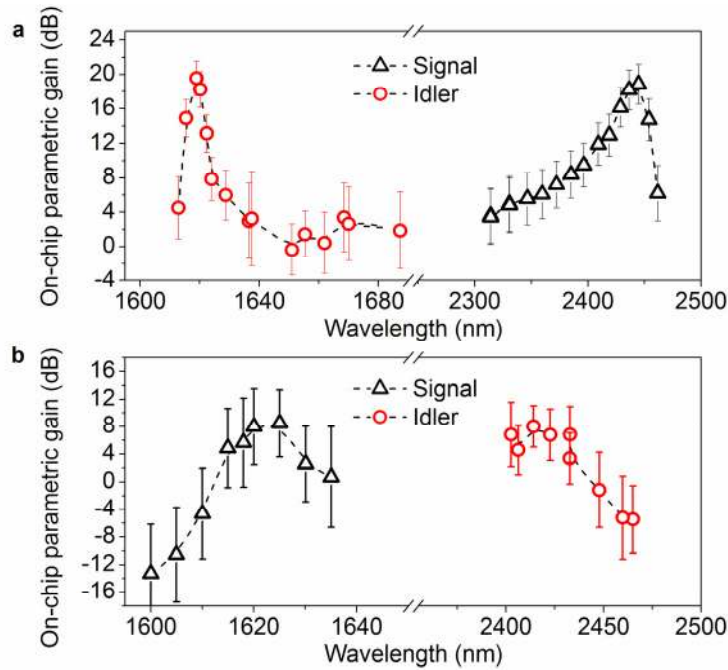 a
On-chip parametric gain (dB)
24
20
16
12
8
4
0
-4
Signal
Idler
1600
1640
1680
2300
2400
2500
Wavelength (nm)
b
On-chip parametric gain (dB)
16
12
8
4
0
-4
-8
-12
-16
Signal
Idler
1600
1620
1640
2400
2450
2500
Wavelength (nm)